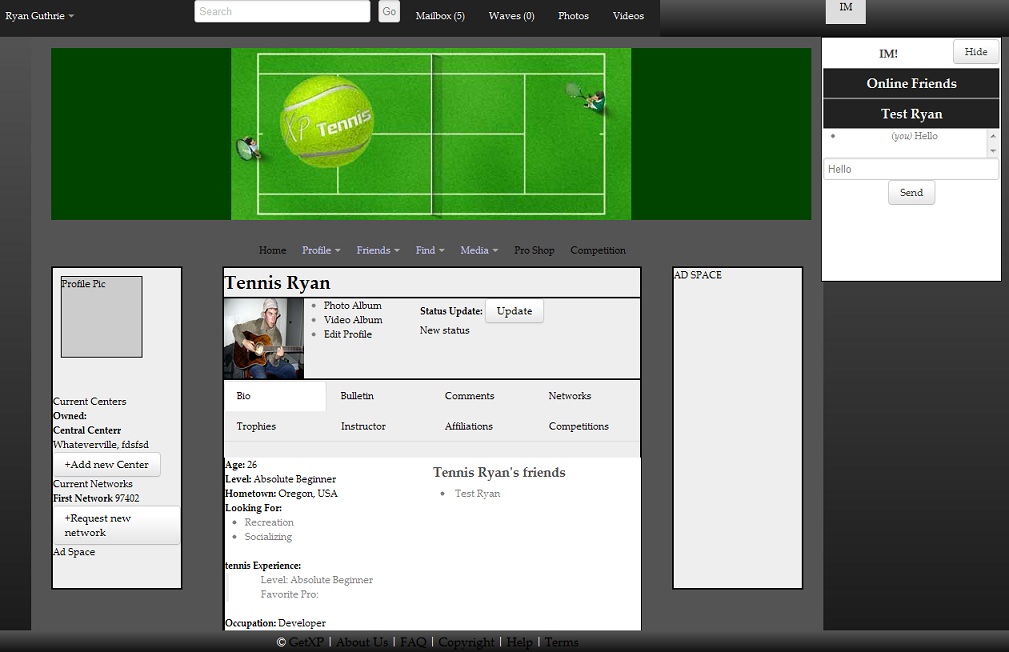 Ryan Guthrie
Search
Go
Mailbox (5) Waves (0) Photos Videos
IM
IM!
Hide
Online Friends
Test Ryan
(you) Hello
Hello
Send
XP Tennis
Home Profile Friends Find Media Pro Shop Competition
Profile Pic
Current Centers
Owned:
Central Centerr
Whateverville, fdsfsd
+Add new Center
Current Networks
First Network 97402
+Request new
network
Ad Space
Tennis Ryan
Photo Album
Video Album
Edit Profile
Status Update: Update
New status
Bio Bulletin Comments Networks
Trophies Instructor Affiliations Competitions
Age: 26
Level: Absolute Beginner
Hometown: Oregon, USA
Looking For:
Recreation
Socializing
tennis Experience:
Level: Absolute Beginner
Favorite Pro:
Occupation: Developer
Tennis Ryan's friends
Test Ryan
AD SPACE
© GetXP | About Us | FAQ | Copyright | Help | Terms